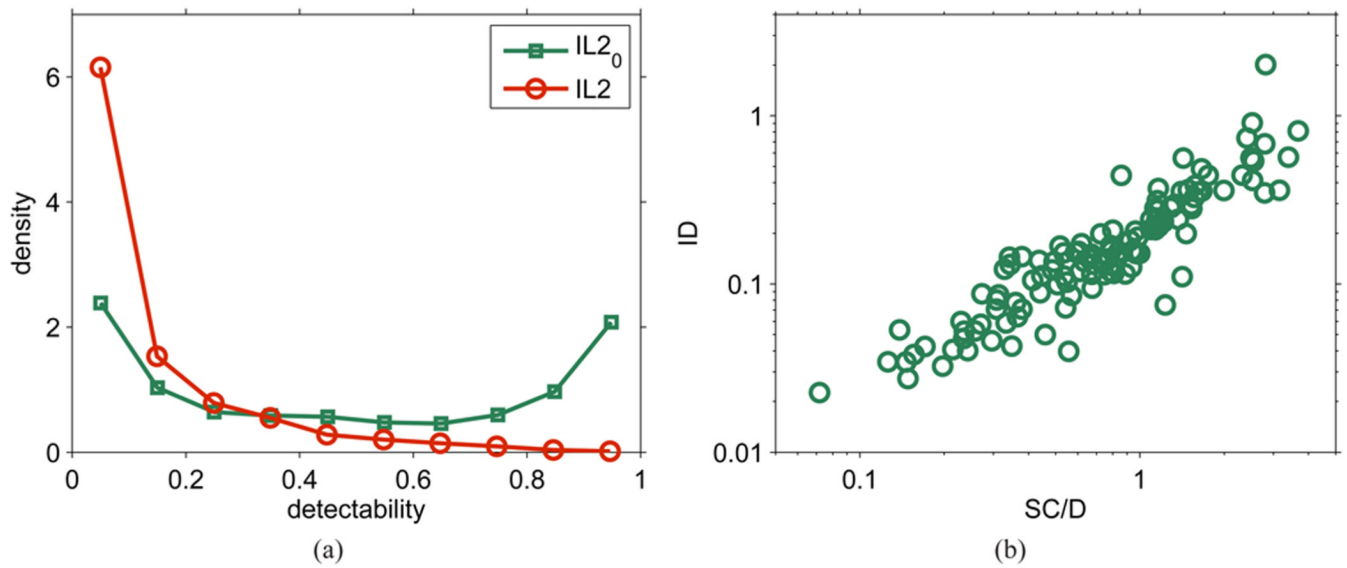 6
4
2
0
density
0
0.2
0.4
0.6
0.8
1
detectability
IL2₀
IL2
(a)
1
0.1
0.01
ID
0.1
1
SC/D
(b)